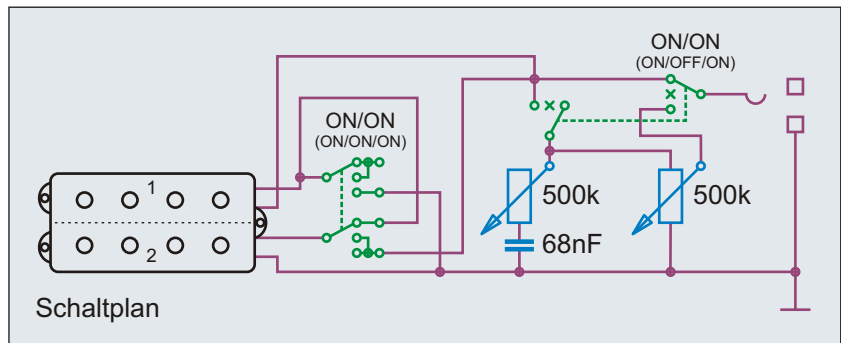 ON/ON
(ON/OFF/ON)
ON/ON
(ON/ON/ON)
1
2
500k
500k
68nF
Schaltplan